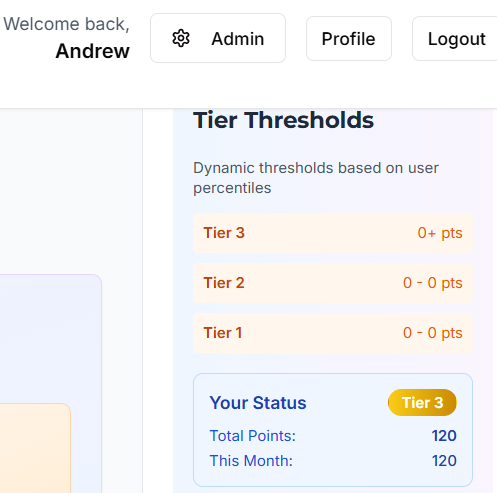 Welcome back,
Andrew
Admin
Profile
Logout
Tier Thresholds
Dynamic thresholds based on user
percentiles
Tier 3 0+ pts
Tier 2 0 - 0 pts
Tier 1 0 - 0 pts
Your Status Tier 3
Total Points: 120
This Month: 120